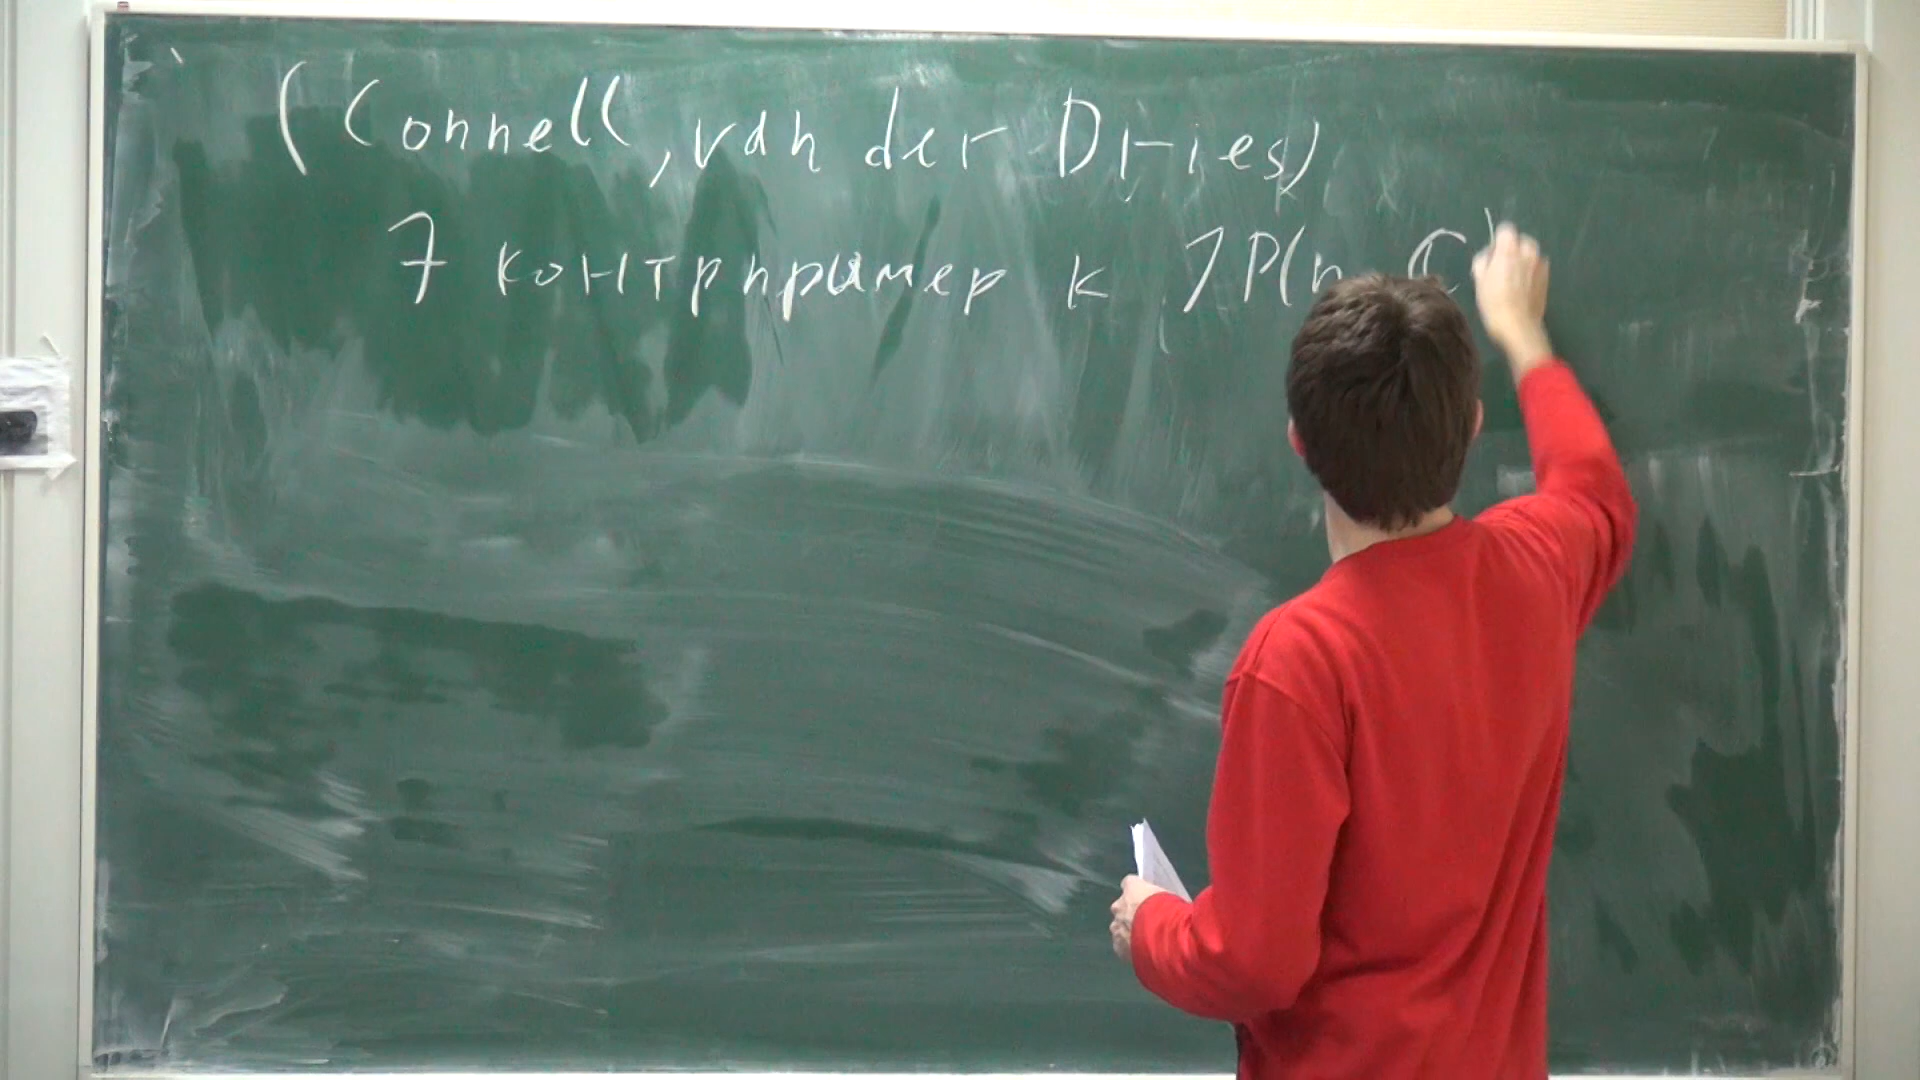 (Connell, van der Dries)
∃ контрпример к JP(n, C)